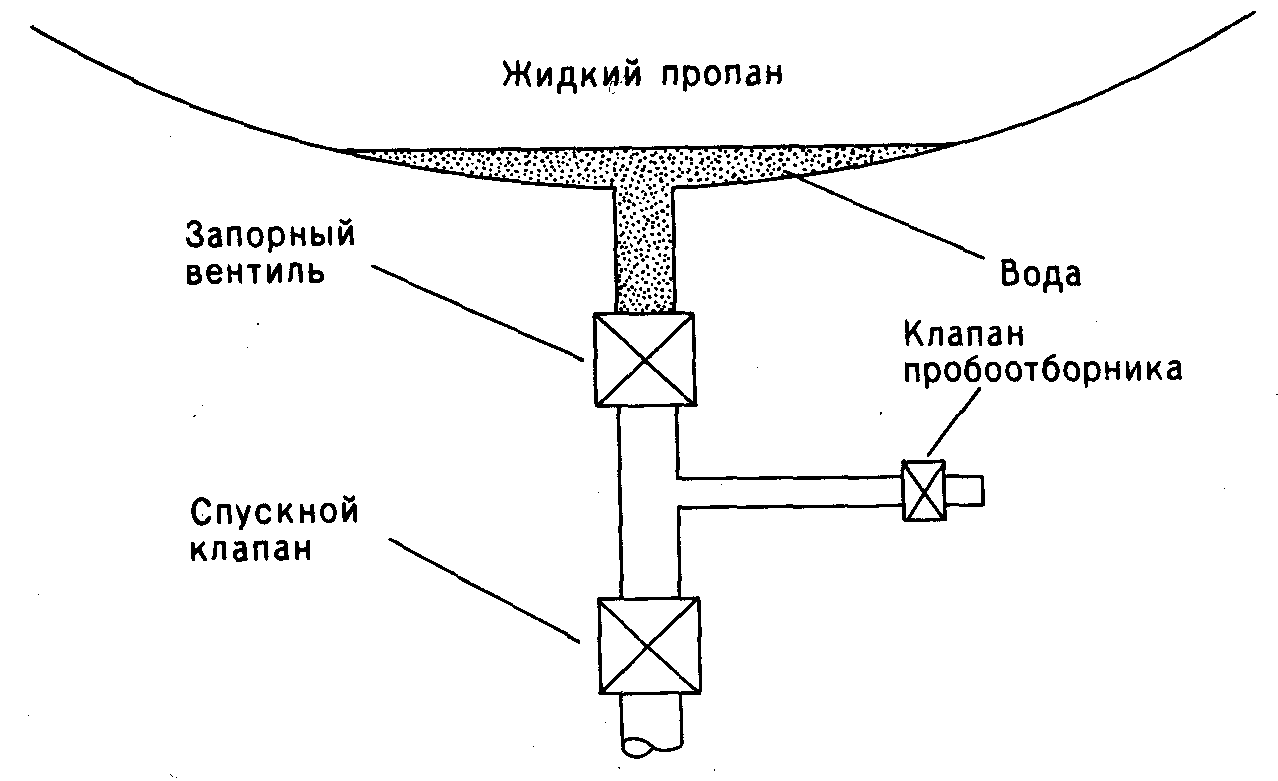 Жидкий пропан
Запорный
вентиль
Вода
Клапан
пробоотборника
Спускной
клапан